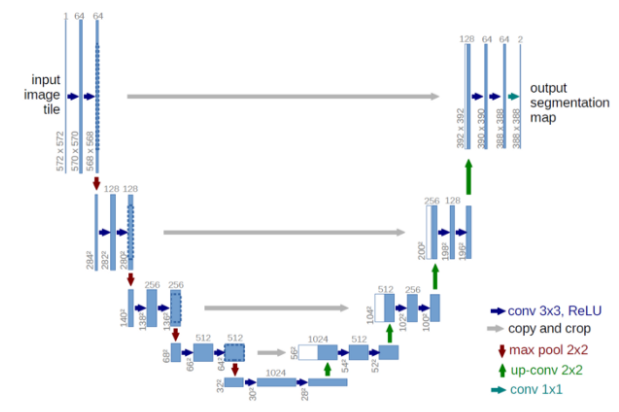 1 64 64
input
image
tile
572 x 572
570 x 570
568 x 568
128 64 64 2
output
segmentation
map
392 x 392
390 x 390
388 x 388
388 x 388
128 128
284²
282²
280²
256 128
200²
198²
196²
256 256
140²
138²
136²
512 256
104²
102²
100²
512 512
68²
66²
64²
1024 512
56²
54²
52²
1024
32²
30²
28²
conv 3x3, ReLU
copy and crop
max pool 2x2
up-conv 2x2
conv 1x1